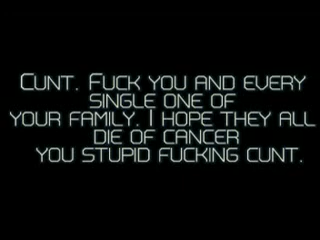 Cunt. Fuck you and every
single one of
your family. I hope they all
die of cancer
you stupid fucking cunt.